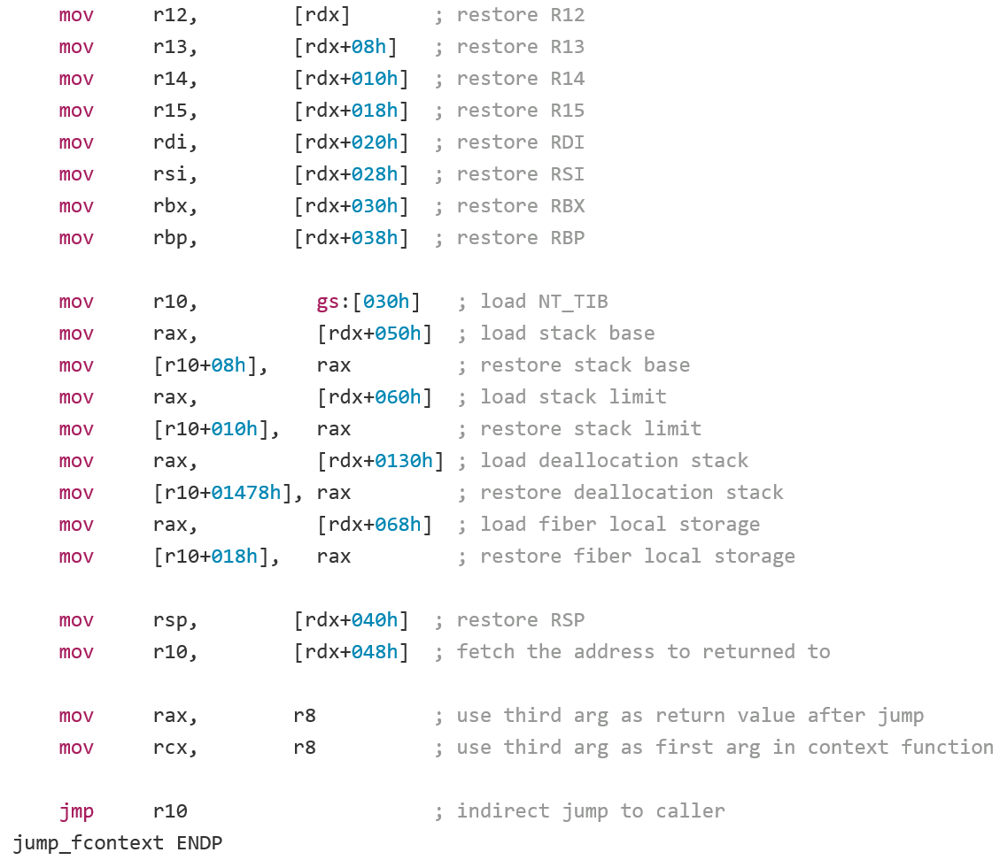 mov r12, [rdx] ; restore R12
mov r13, [rdx+08h] ; restore R13
mov r14, [rdx+010h] ; restore R14
mov r15, [rdx+018h] ; restore R15
mov rdi, [rdx+020h] ; restore RDI
mov rsi, [rdx+028h] ; restore RSI
mov rbx, [rdx+030h] ; restore RBX
mov rbp, [rdx+038h] ; restore RBP
mov r10, gs:[030h] ; load NT_TIB
mov rax, [rdx+050h] ; load stack base
mov [r10+08h], rax ; restore stack base
mov rax, [rdx+060h] ; load stack limit
mov [r10+010h], rax ; restore stack limit
mov rax, [rdx+0130h] ; load deallocation stack
mov [r10+01478h], rax ; restore deallocation stack
mov rax, [rdx+068h] ; load fiber local storage
mov [r10+018h], rax ; restore fiber local storage
mov rsp, [rdx+040h] ; restore RSP
mov r10, [rdx+048h] ; fetch the address to returned to
mov rax, r8 ; use third arg as return value after jump
mov rcx, r8 ; use third arg as first arg in context function
jmp r10 ; indirect jump to caller
jump_fcontext ENDP